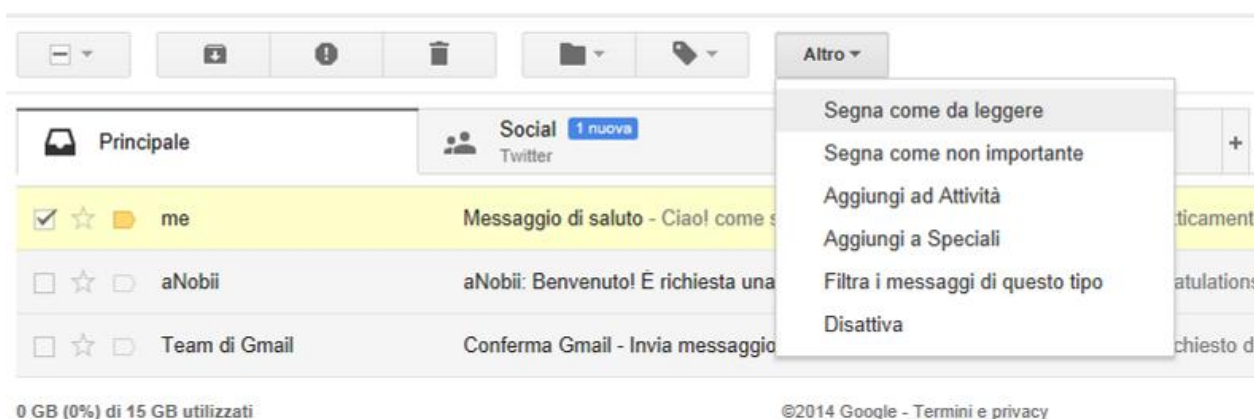 Altro
Segna come da leggere
Segna come non importante
Aggiungi ad Attività
Aggiungi a Speciali
Filtra i messaggi di questo tipo
Disattiva
Principale
Social 1 nuova
Twitter
+
me Messaggio di saluto - Ciao! come
aNobii aNobii: Benvenuto! È richiesta una
Team di Gmail Conferma Gmail - Invia messaggio
0 GB (0%) di 15 GB utilizzati ©2014 Google - Termini e privacy